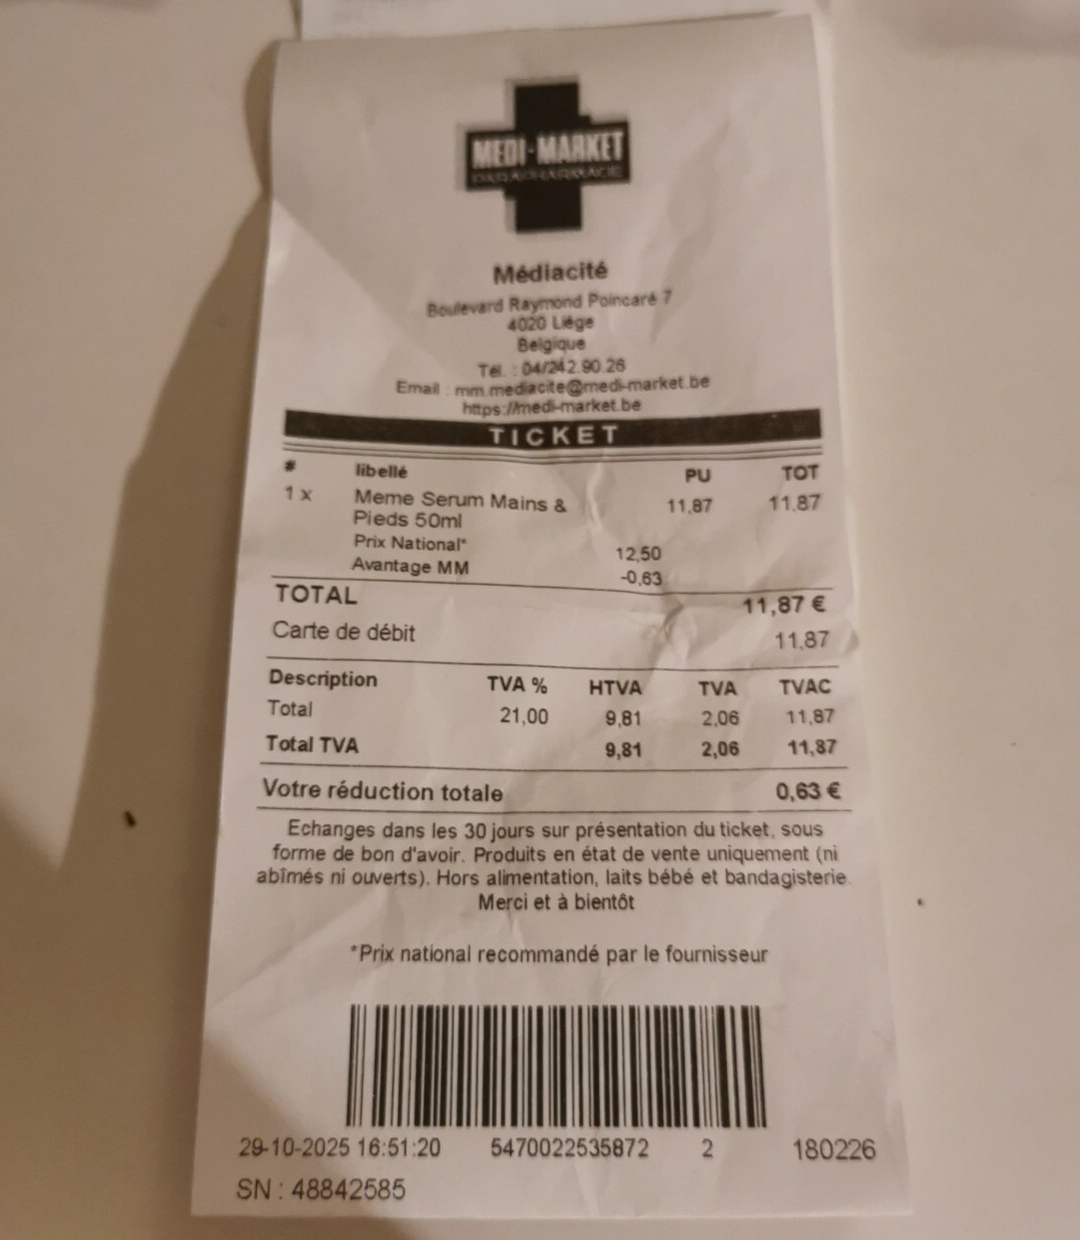 MEDI-MARKET
PARAPHARMACIE
Médiacité
Boulevard Raymond Poincaré 7
4020 Liège
Belgique
Tél. : 04/242.90.26
Email : mm.mediacite@medi-market.be
https://medi-market.be
TICKET
# libellé PU TOT
1 x Meme Serum Mains & 11,87 11,87
Pieds 50ml
Prix National* 12,50
Avantage MM -0,63
TOTAL 11,87 €
Carte de débit 11,87
Description TVA % HTVA TVA TVAC
Total 21,00 9,81 2,06 11,87
Total TVA 9,81 2,06 11,87
Votre réduction totale 0,63 €
Echanges dans les 30 jours sur présentation du ticket, sous
forme de bon d'avoir. Produits en état de vente uniquement (ni
abîmés ni ouverts). Hors alimentation, laits bébé et bandagisterie.
Merci et à bientôt
*Prix national recommandé par le fournisseur
29-10-2025 16:51:20 5470022535872 2 180226
SN : 48842585